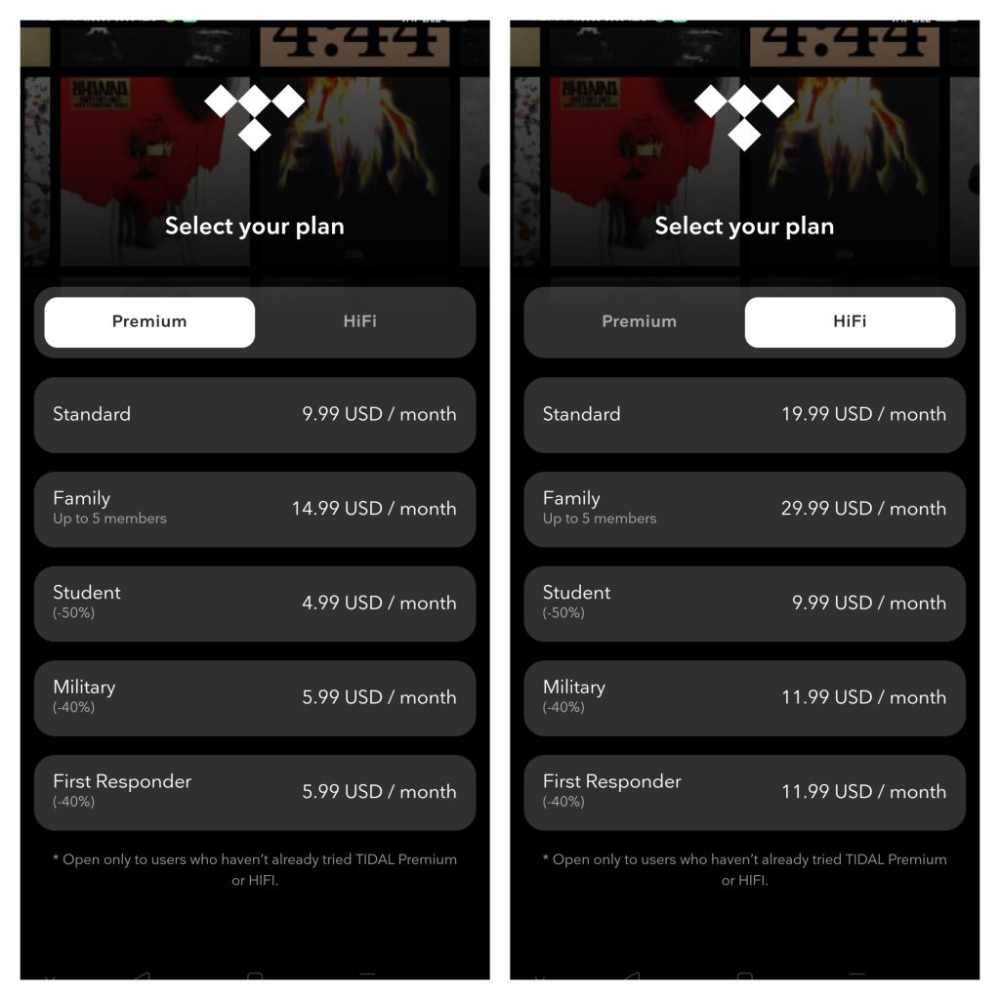 4:44
Select your plan
Premium HiFi
Standard 9.99 USD / month
Family
Up to 5 members
14.99 USD / month
Student
(-50%)
4.99 USD / month
Military
(-40%)
5.99 USD / month
First Responder
(-40%)
5.99 USD / month
* Open only to users who haven't already tried TIDAL Premium
or HIFI.
4:44
Select your plan
Premium HiFi
Standard 19.99 USD / month
Family
Up to 5 members
29.99 USD / month
Student
(-50%)
9.99 USD / month
Military
(-40%)
11.99 USD / month
First Responder
(-40%)
11.99 USD / month
* Open only to users who haven't already tried TIDAL Premium
or HIFI.